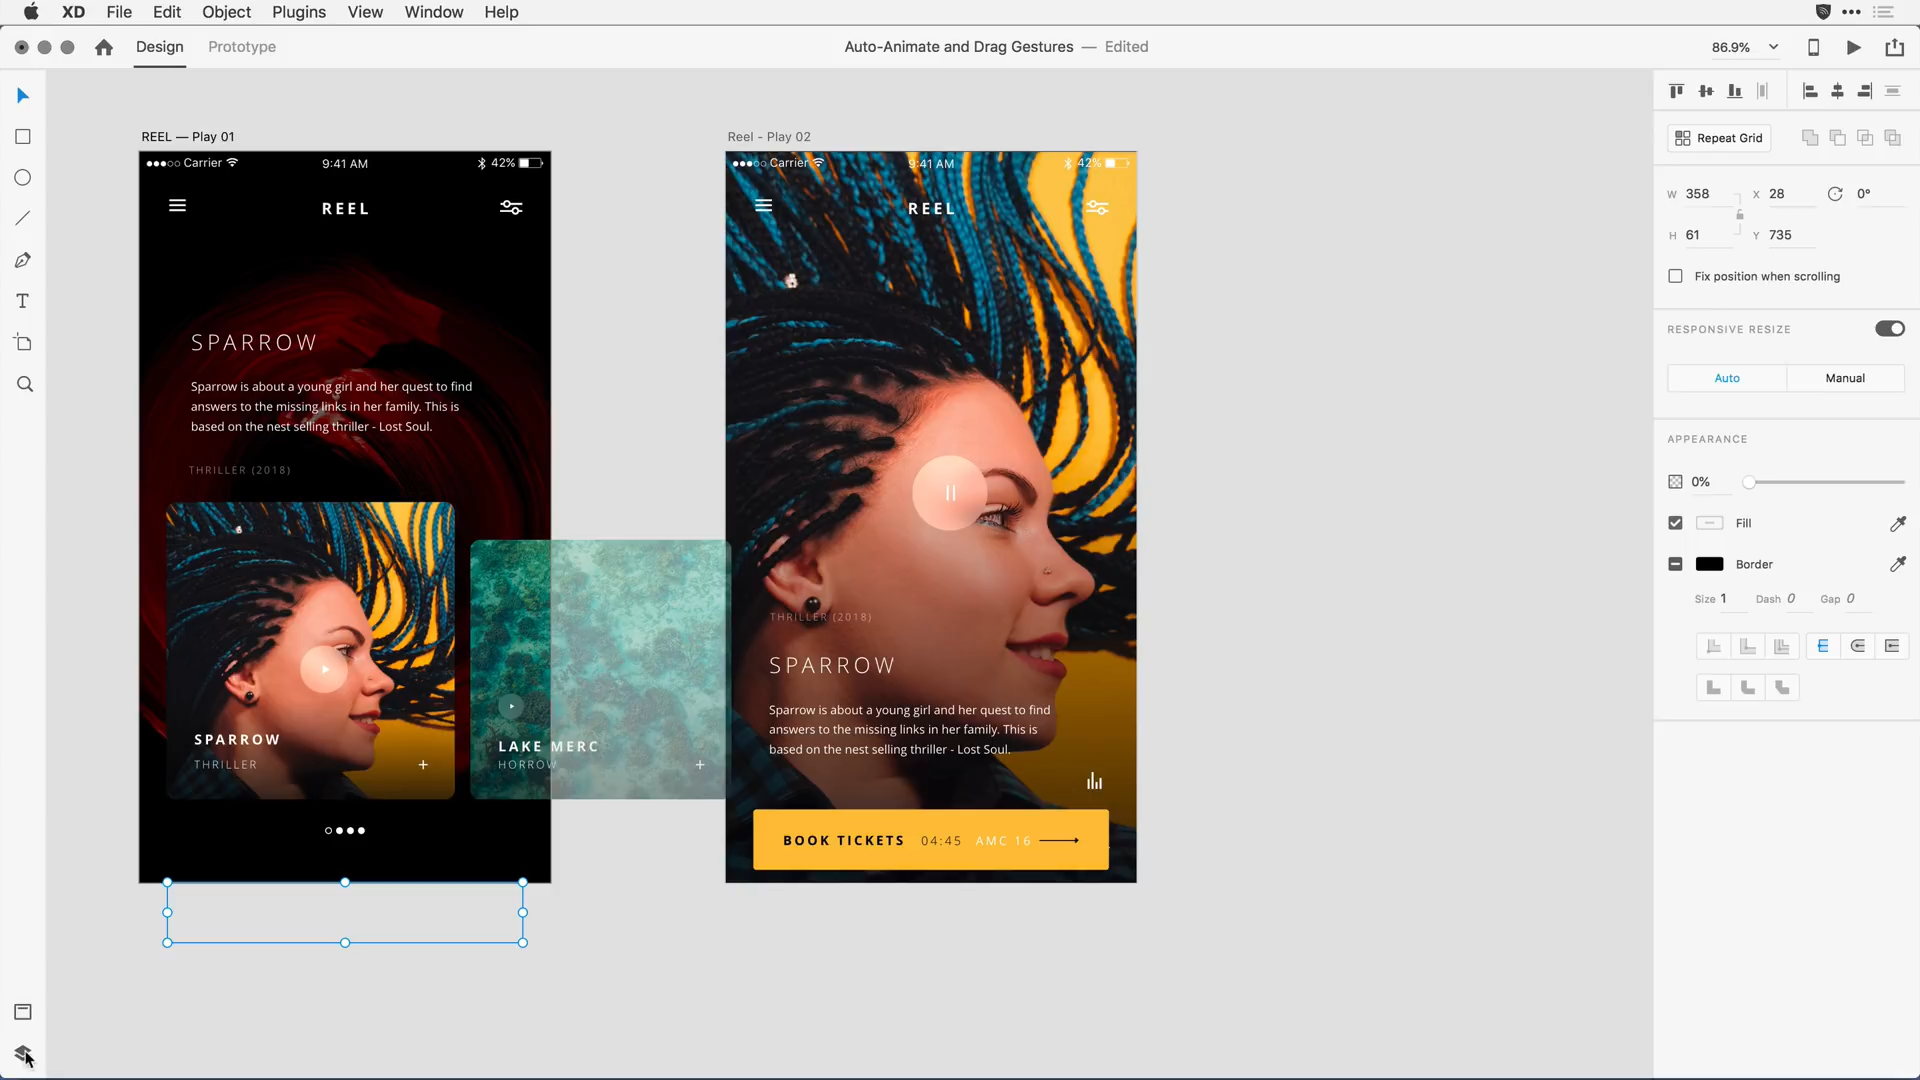 XD File Edit Object Plugins View Window Help
Design Prototype Auto-Animate and Drag Gestures — Edited 86.9%
Repeat Grid
W 358 X 28 0°
H 61 Y 735
Fix position when scrolling
RESPONSIVE RESIZE
Auto Manual
APPEARANCE
0%
Fill
Border
Size 1 Dash 0 Gap 0
REEL — Play 01
Carrier 9:41 AM 42%
REEL
SPARROW
Sparrow is about a young girl and her quest to find
answers to the missing links in her family. This is
based on the nest selling thriller - Lost Soul.
THRILLER (2018)
SPARROW
THRILLER +
LAKE MERC
HORROW +
Reel - Play 02
Carrier 9:41 AM 42%
REEL
THRILLER (2018)
SPARROW
Sparrow is about a young girl and her quest to find
answers to the missing links in her family. This is
based on the nest selling thriller - Lost Soul.
BOOK TICKETS 04:45 AMC 16